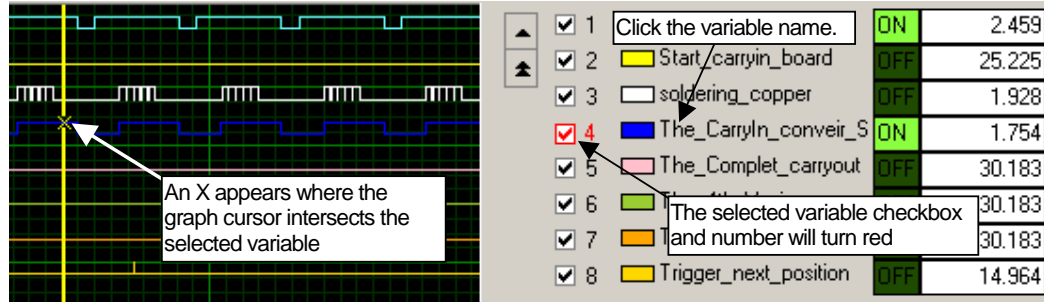 1 Click the variable name. ON 2.459
2 Start_carryin_board OFF 25.225
3 soldering_copper OFF 1.928
4 The_CarryIn_conveir_S ON 1.754
5 The_Complet_carryout OFF 30.183
An X appears where the
graph cursor intersects the
selected variable
6 30.183
The selected variable checkbox
and number will turn red
7 30.183
8 Trigger_next_position OFF 14.964